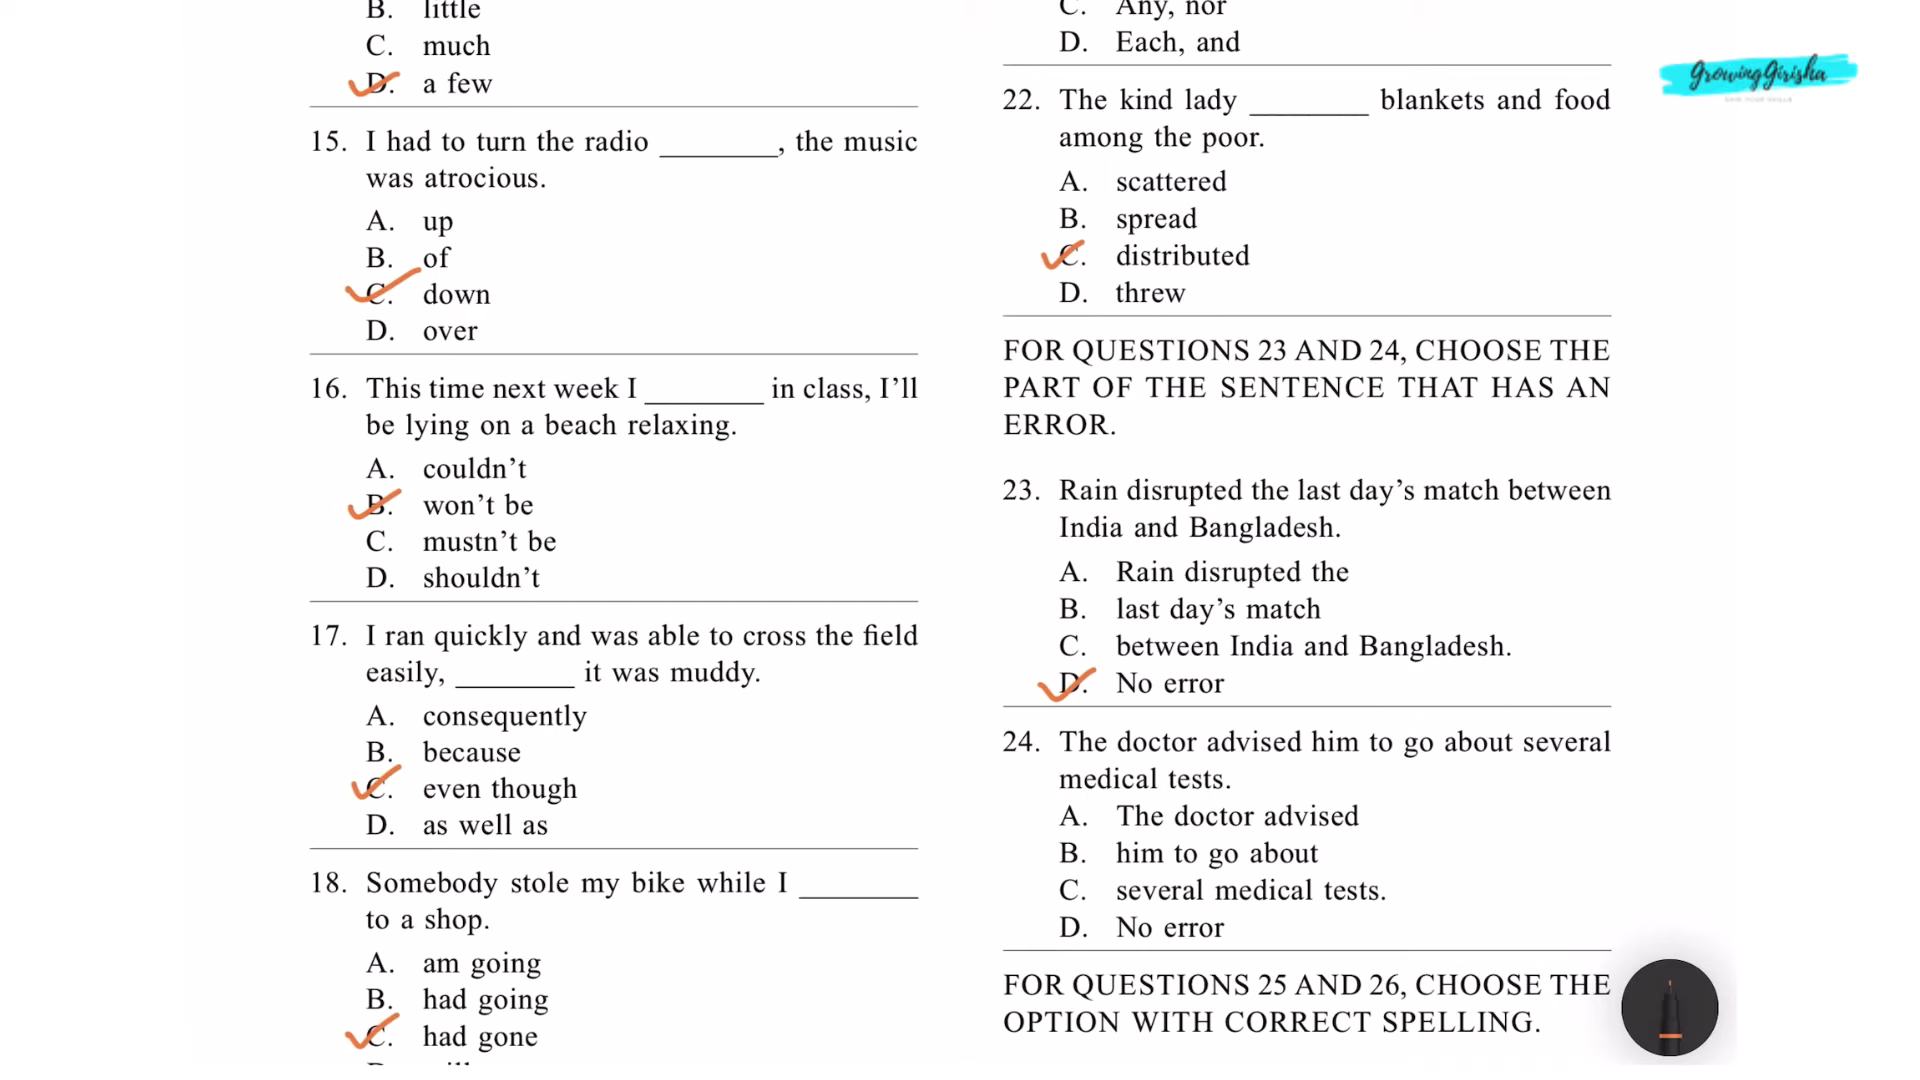 B. little
C. much
D. a few
15. I had to turn the radio ________, the music
was atrocious.
A. up
B. of
C. down
D. over
16. This time next week I ________ in class, I’ll
be lying on a beach relaxing.
A. couldn’t
B. won’t be
C. mustn’t be
D. shouldn’t
17. I ran quickly and was able to cross the field
easily, ________ it was muddy.
A. consequently
B. because
C. even though
D. as well as
18. Somebody stole my bike while I ________
to a shop.
A. am going
B. had going
C. had gone
C. Any, nor
D. Each, and
22. The kind lady ________ blankets and food
among the poor.
A. scattered
B. spread
C. distributed
D. threw
FOR QUESTIONS 23 AND 24, CHOOSE THE
PART OF THE SENTENCE THAT HAS AN
ERROR.
23. Rain disrupted the last day’s match between
India and Bangladesh.
A. Rain disrupted the
B. last day’s match
C. between India and Bangladesh.
D. No error
24. The doctor advised him to go about several
medical tests.
A. The doctor advised
B. him to go about
C. several medical tests.
D. No error
FOR QUESTIONS 25 AND 26, CHOOSE THE
OPTION WITH CORRECT SPELLING.
GrowingGirisha